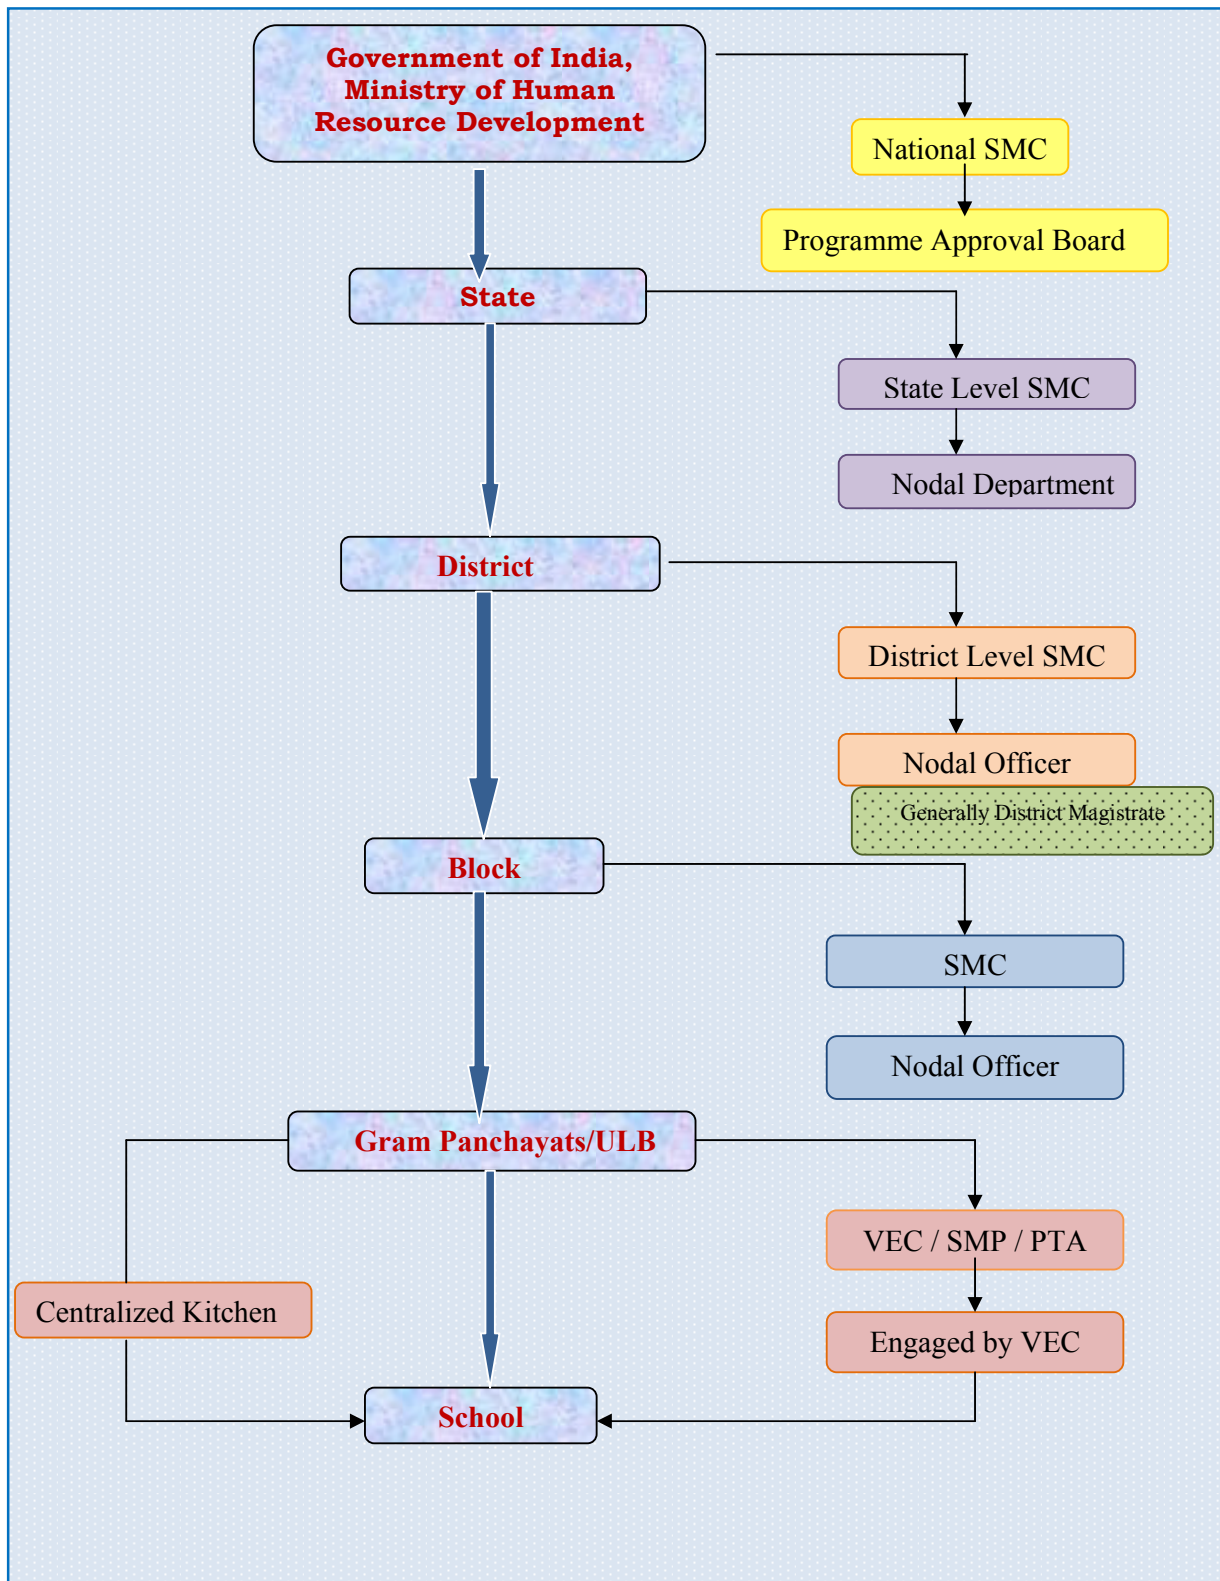 Government of India,
Ministry of Human
Resource Development
National SMC
Programme Approval Board
State
State Level SMC
Nodal Department
District
District Level SMC
Nodal Officer
Generally District Magistrate
Block
SMC
Nodal Officer
Gram Panchayats/ULB
VEC / SMP / PTA
Centralized Kitchen
Engaged by VEC
School